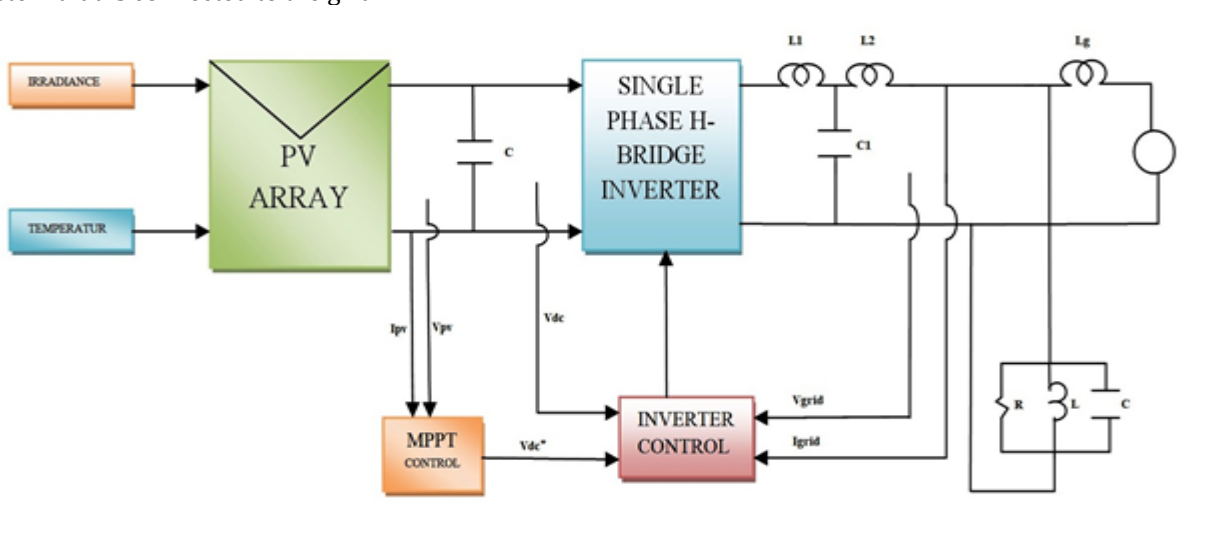 L1
L2
Lg
IRRADIANCE
PV
ARRAY
SINGLE
PHASE H-
BRIDGE
INVERTER
C
C1
TEMPERATUR
Ipv
Vpv
Vdc
MPPT
CONTROL
Vdc*
INVERTER
CONTROL
Vgrid
Igrid
R
L
C